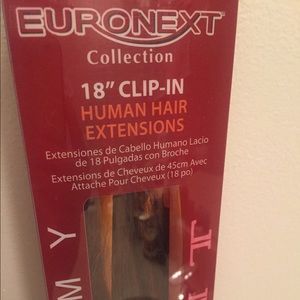 EURONEXT
Collection
18” CLIP-IN
HUMAN HAIR
EXTENSIONS
Extensiones de Cabello Humano Lacio
de 18 Pulgadas con Broche
Extensions de Cheveux de 45cm Avec
Attache Pour Cheveux (18 po)
M Y